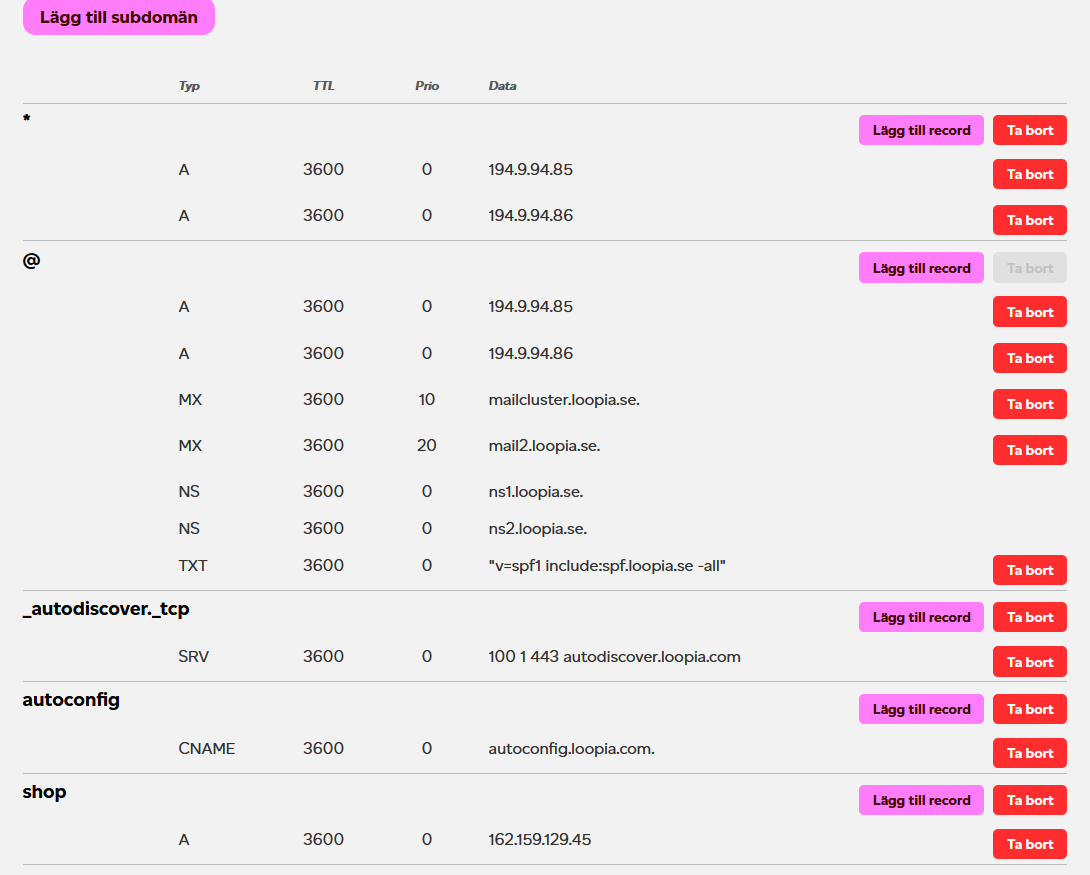 Lägg till subdomän
Typ TTL Prio Data
* Lägg till record Ta bort
A 3600 0 194.9.94.85 Ta bort
A 3600 0 194.9.94.86 Ta bort
@ Lägg till record Ta bort
A 3600 0 194.9.94.85 Ta bort
A 3600 0 194.9.94.86 Ta bort
MX 3600 10 mailcluster.loopia.se. Ta bort
MX 3600 20 mail2.loopia.se. Ta bort
NS 3600 0 ns1.loopia.se.
NS 3600 0 ns2.loopia.se.
TXT 3600 0 "v=spf1 include:spf.loopia.se -all" Ta bort
_autodiscover._tcp Lägg till record Ta bort
SRV 3600 0 100 1 443 autodiscover.loopia.com Ta bort
autoconfig Lägg till record Ta bort
CNAME 3600 0 autoconfig.loopia.com. Ta bort
shop Lägg till record Ta bort
A 3600 0 162.159.129.45 Ta bort